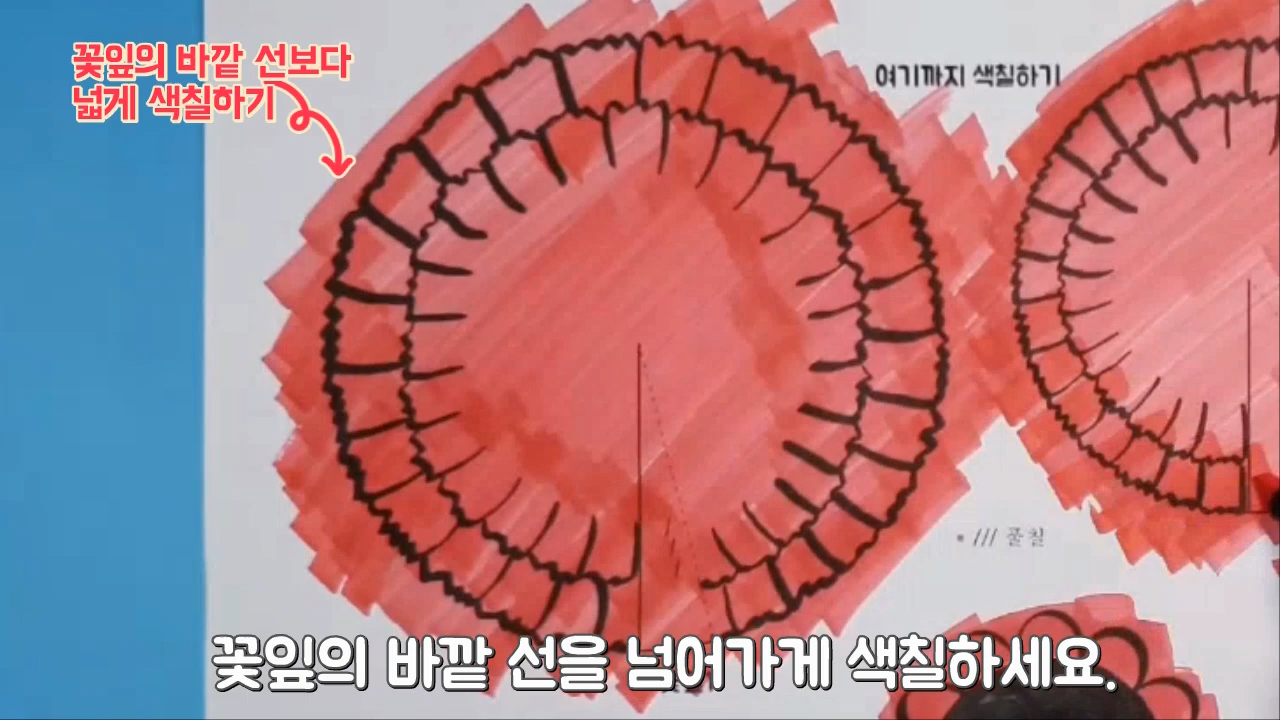 꽃잎의 바깥 선보다
넓게 색칠하기
여기까지 색칠하기
* /// 풀칠
꽃잎의 바깥 선을 넘어가게 색칠하세요.